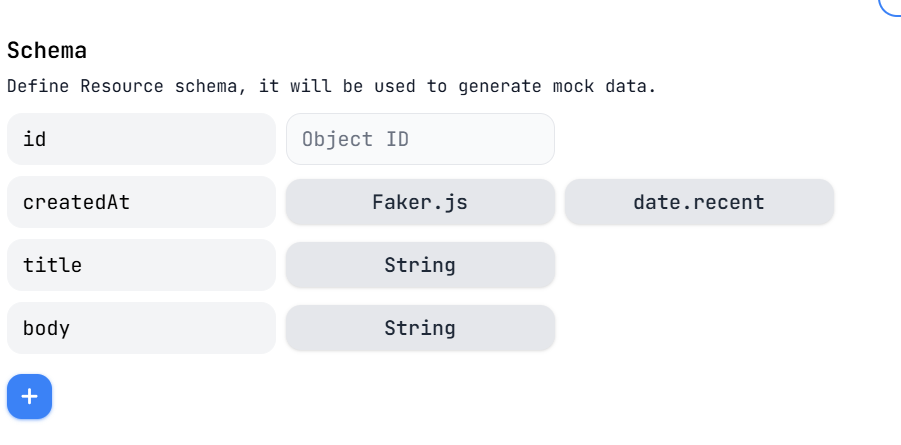 Schema
Define Resource schema, it will be used to generate mock data.
id Object ID
createdAt Faker.js date.recent
title String
body String
+